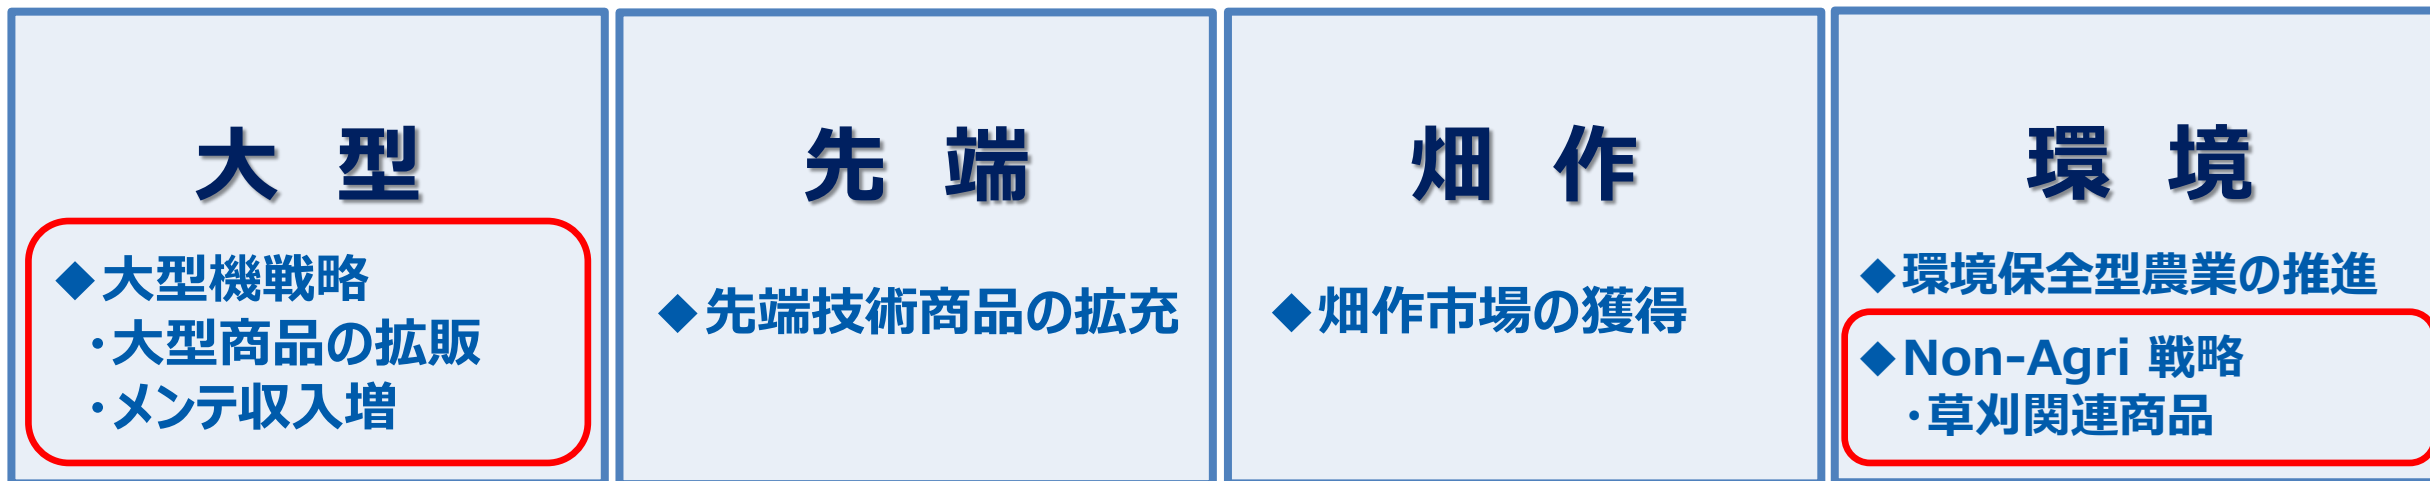 大 型
◆大型機戦略
・大型商品の拡販
・メンテ収入増
先 端
◆先端技術商品の拡充
畑 作
◆畑作市場の獲得
環 境
◆環境保全型農業の推進
◆Non-Agri 戦略
・草刈関連商品